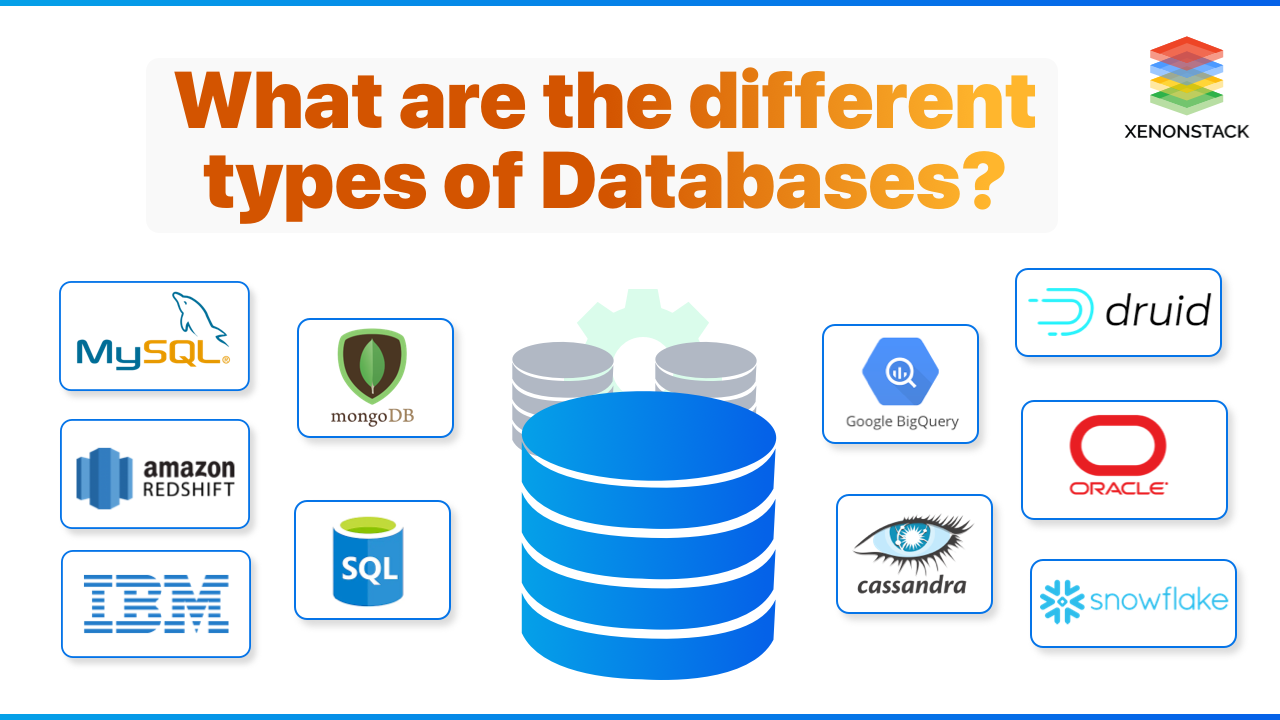 What are the different
types of Databases?
XENONSTACK
MySQL®
mongoDB
amazon
REDSHIFT
SQL
IBM
Google BigQuery
cassandra
druid
ORACLE®
snowflake